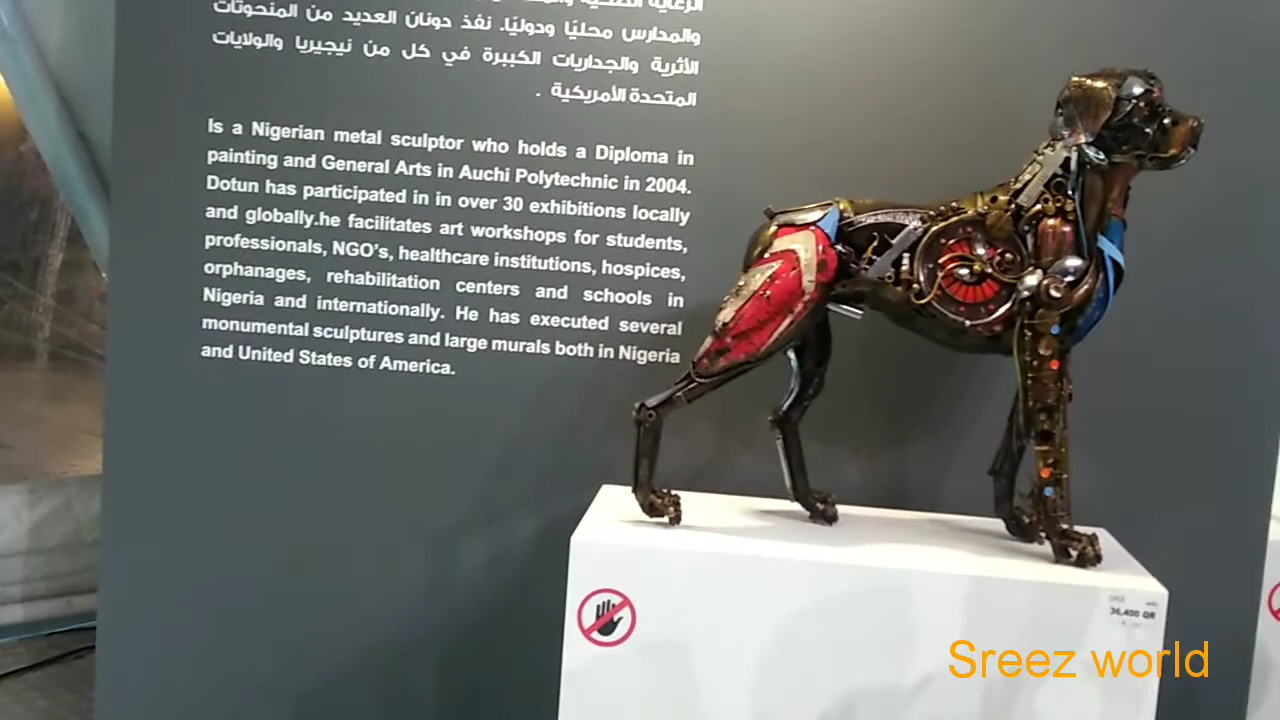 والمدارس محليًا ودوليًا. نفذ دوتان العديد من المنحوتات
الأثرية والجداريات الكبيرة في كل من نيجيريا والولايات
المتحدة الأمريكية .
Is a Nigerian metal sculptor who holds a Diploma in
painting and General Arts in Auchi Polytechnic in 2004.
Dotun has participated in in over 30 exhibitions locally
and globally.he facilitates art workshops for students,
professionals, NGO's, healthcare institutions, hospices,
orphanages, rehabilitation centers and schools in
Nigeria and internationally. He has executed several
monumental sculptures and large murals both in Nigeria
and United States of America.
36,400 QR
Sreez world